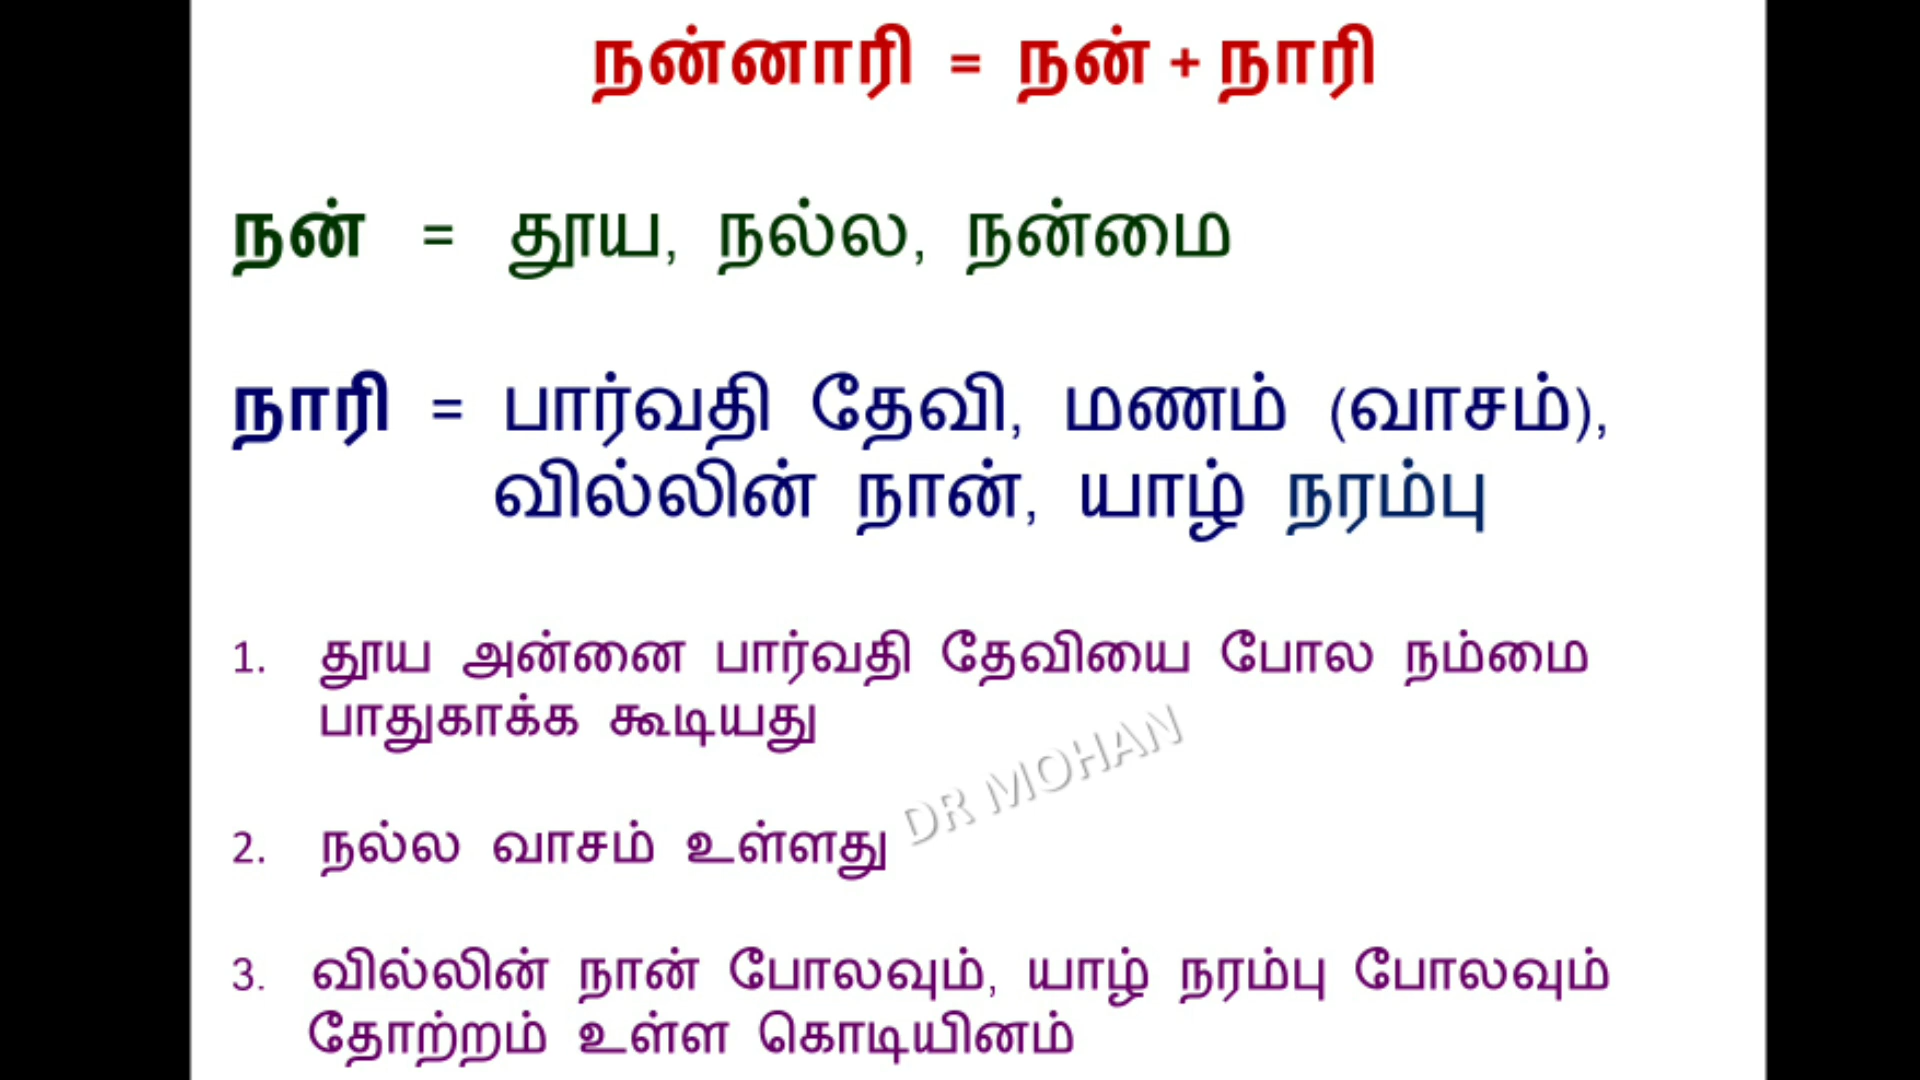 நன்னாரி = நன் + நாரி
நன் = தூய, நல்ல, நன்மை
நாரி = பார்வதி தேவி, மணம் (வாசம்),
வில்லின் நான், யாழ் நரம்பு
1. தூய அன்னை பார்வதி தேவியை போல நம்மை
பாதுகாக்க கூடியது
DR MOHAN
2. நல்ல வாசம் உள்ளது
3. வில்லின் நான் போலவும், யாழ் நரம்பு போலவும்
தோற்றம் உள்ள கொடியினம்